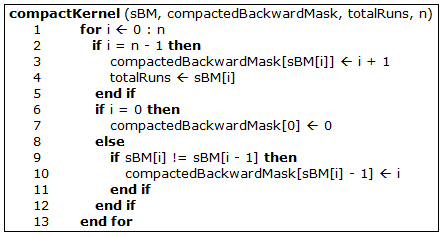 compactKernel (sBM, compactedBackwardMask, totalRuns, n)
1 for i ← 0 : n
2 if i = n - 1 then
3 compactedBackwardMask[sBM[i]] ← i + 1
4 totalRuns ← sBM[i]
5 end if
6 if i = 0 then
7 compactedBackwardMask[0] ← 0
8 else
9 if sBM[i] != sBM[i - 1] then
10 compactedBackwardMask[sBM[i] - 1] ← i
11 end if
12 end if
13 end for